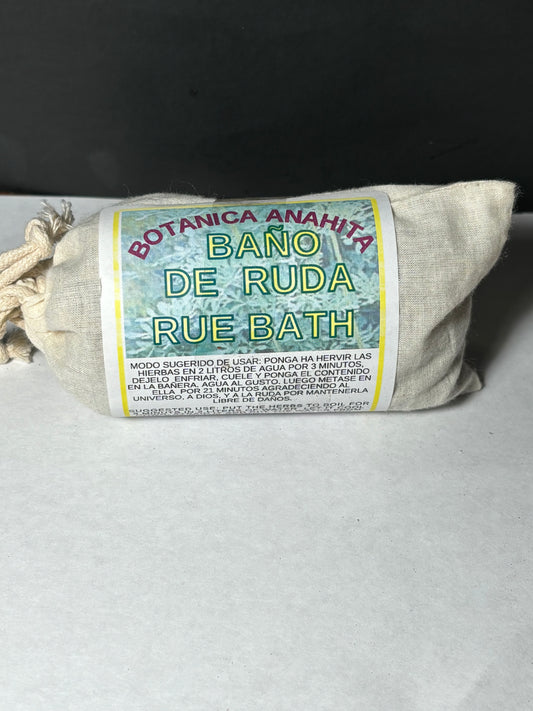 BOTANICA ANAHITA
BAÑO
DE RUDA
RUE BATH
MODO SUGERIDO DE USAR: PONGA HA HERVIR LAS
HIERBAS EN 2 LITROS DE AGUA POR 3 MINUTOS,
DEJELO ENFRIAR, CUELE Y PONGA EL CONTENIDO
EN LA BAÑERA, AGUA AL GUSTO. LUEGO METASE EN
ELLA POR 21 MINUTOS AGRADECIENDO AL
UNIVERSO, A DIOS, Y A LA RUDA POR MANTENERLA
LIBRE DE DAÑOS.
SUGGESTED USE: PUT THE HERBS TO BOIL FOR